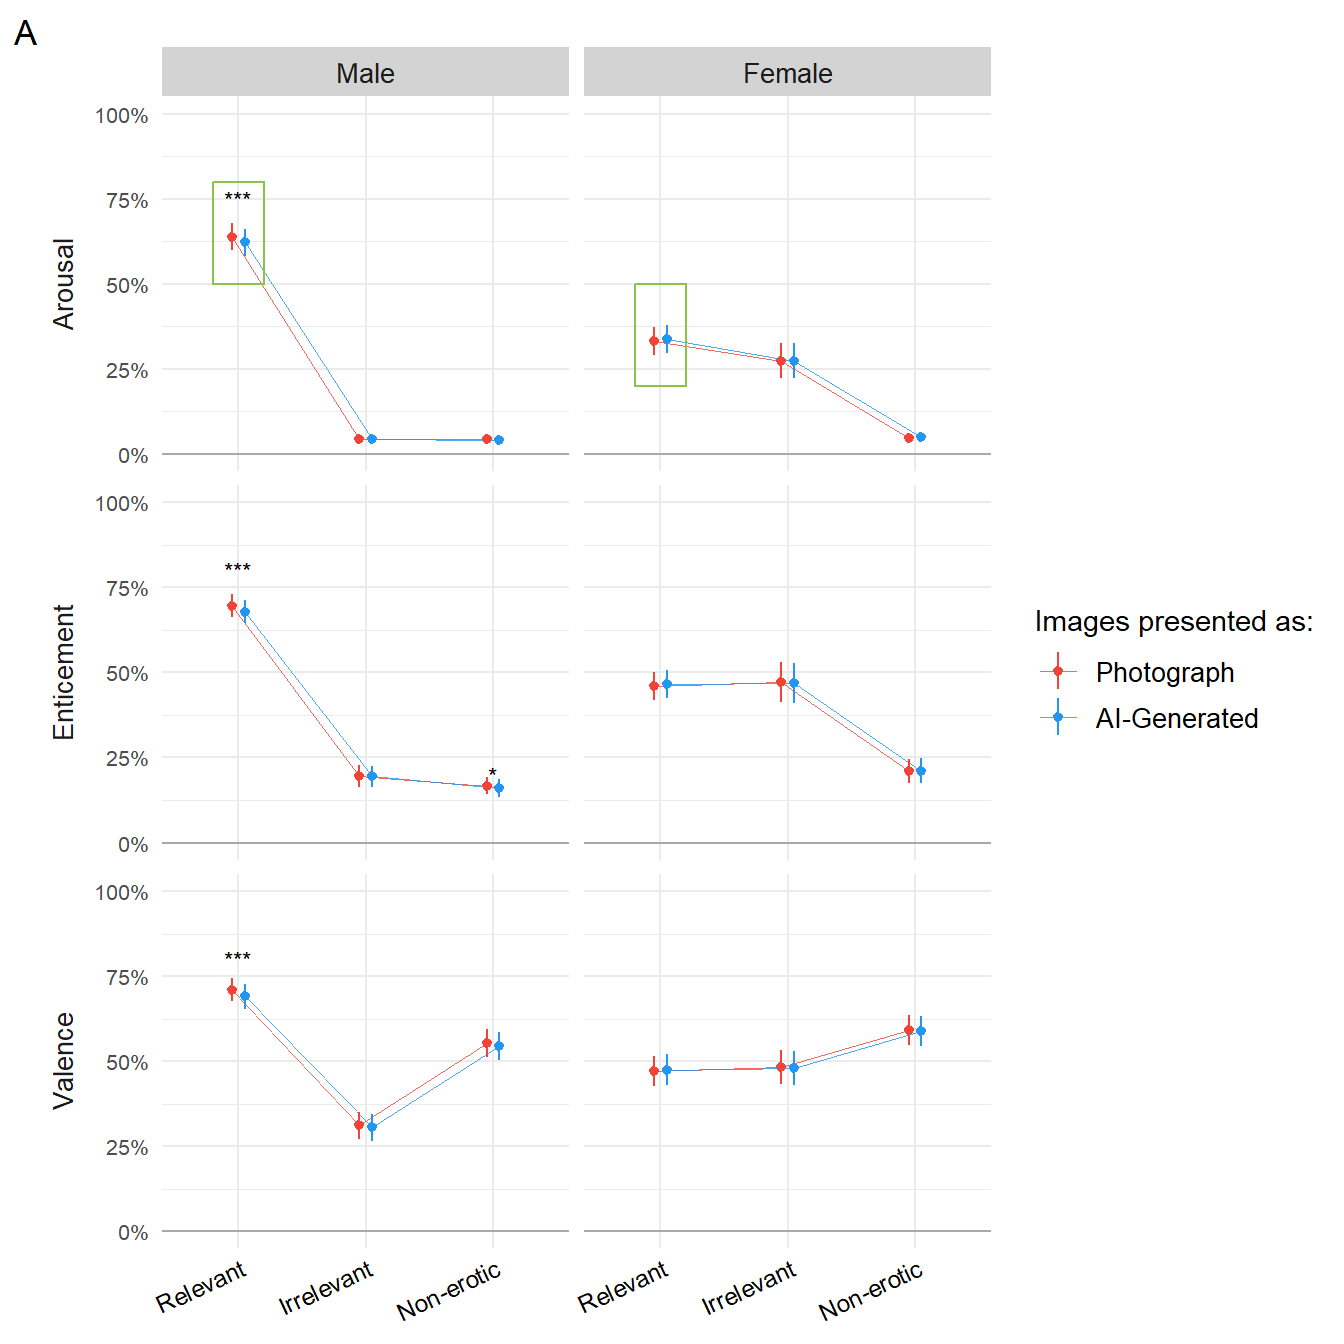 A
Male Female
100%
75%
50%
25%
0%
Arousal
***
100%
75%
50%
25%
0%
Enticement
***
*
100%
75%
50%
25%
0%
Valence
***
Relevant Irrelevant Non-erotic Relevant Irrelevant Non-erotic
Images presented as:
Photograph
AI-Generated